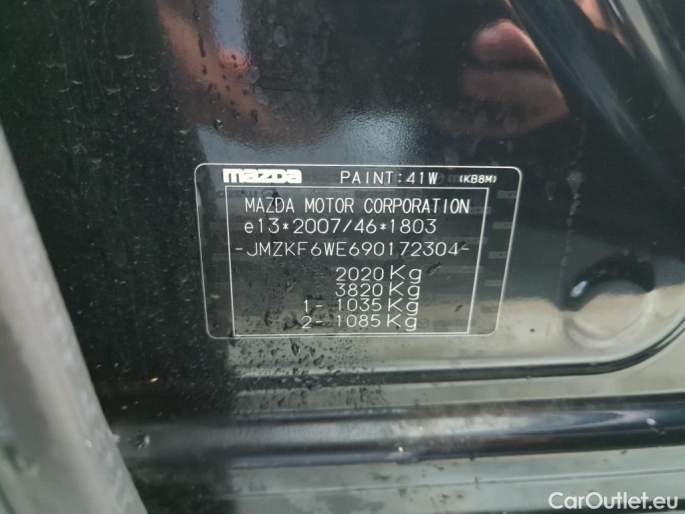 mazda PAINT:41W (KB8M)
MAZDA MOTOR CORPORATION
e13*2007/46*1803
-JMZKF6WE690172304-
2020Kg
3820Kg
1- 1035Kg
2- 1085Kg
CarOutlet.eu